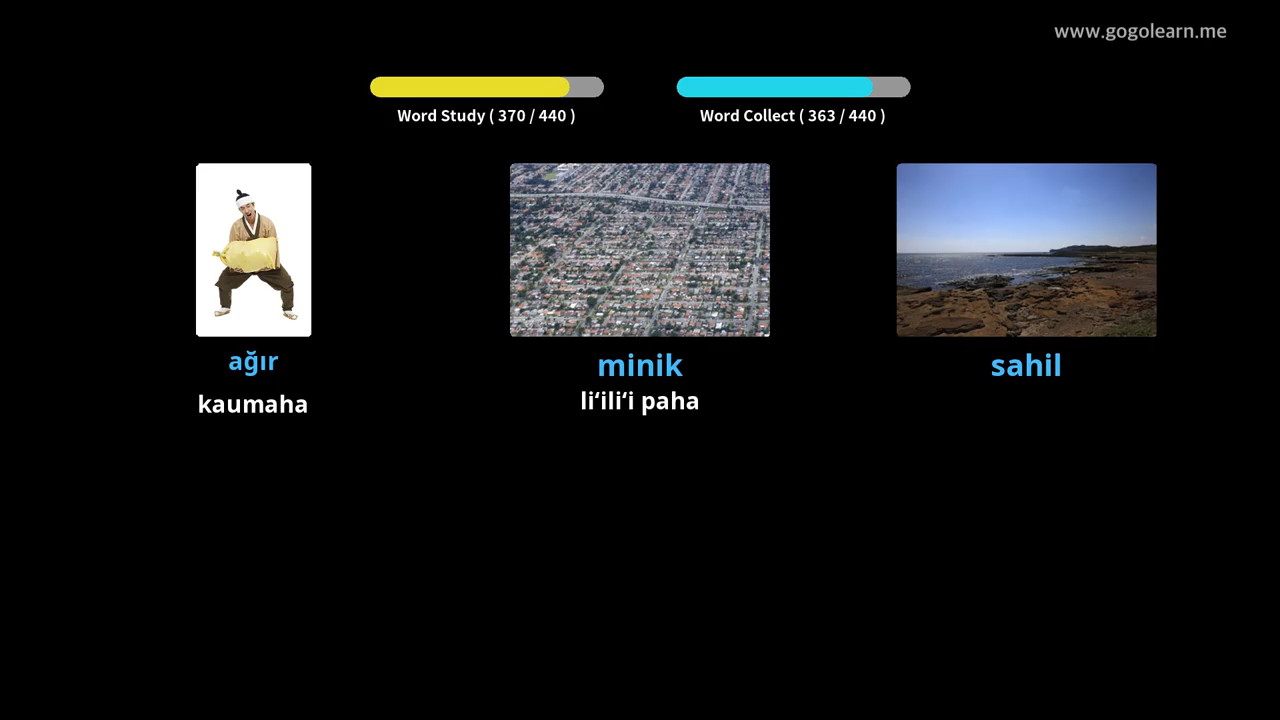 www.gogolearn.me
Word Study ( 370 / 440 )
Word Collect ( 363 / 440 )
ağır
kaumaha
minik
liʻiliʻi paha
sahil